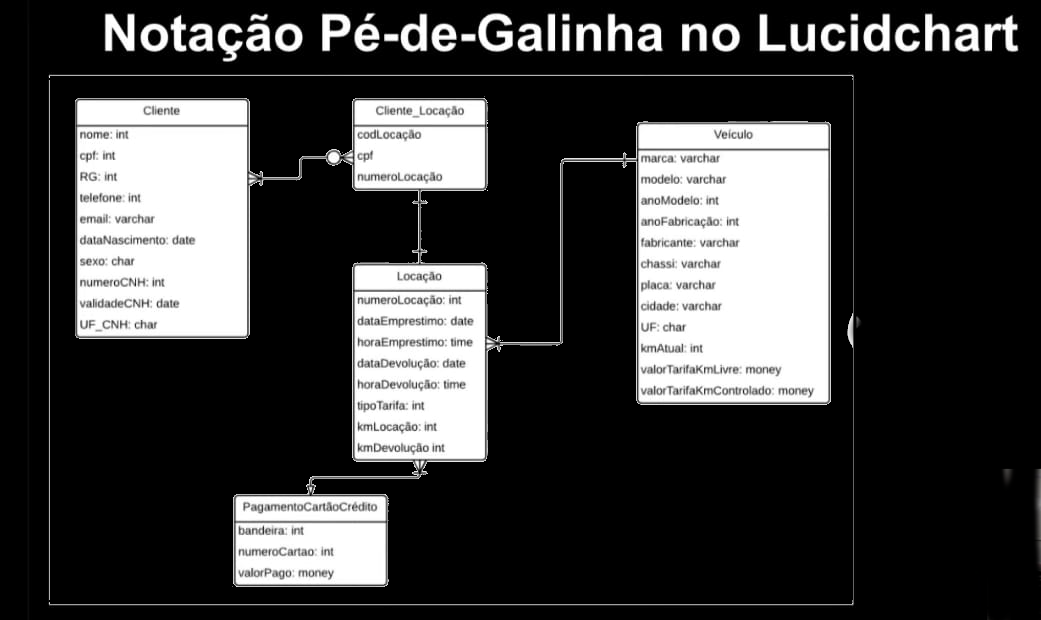 Notação Pé-de-Galinha no Lucidchart
Cliente
nome: int
cpf: int
RG: int
telefone: int
email: varchar
dataNascimento: date
sexo: char
numeroCNH: int
validadeCNH: date
UF_CNH: char
Cliente_Locação
codLocação
cpf
numeroLocação
Locação
numeroLocação: int
dataEmprestimo: date
horaEmprestimo: time
dataDevolução: date
horaDevolução: time
tipoTarifa: int
kmLocação: int
kmDevolução int
Veículo
marca: varchar
modelo: varchar
anoModelo: int
anoFabricação: int
fabricante: varchar
chassi: varchar
placa: varchar
cidade: varchar
UF: char
kmAtual: int
valorTarifaKmLivre: money
valorTarifaKmControlado: money
PagamentoCartãoCrédito
bandeira: int
numeroCartao: int
valorPago: money